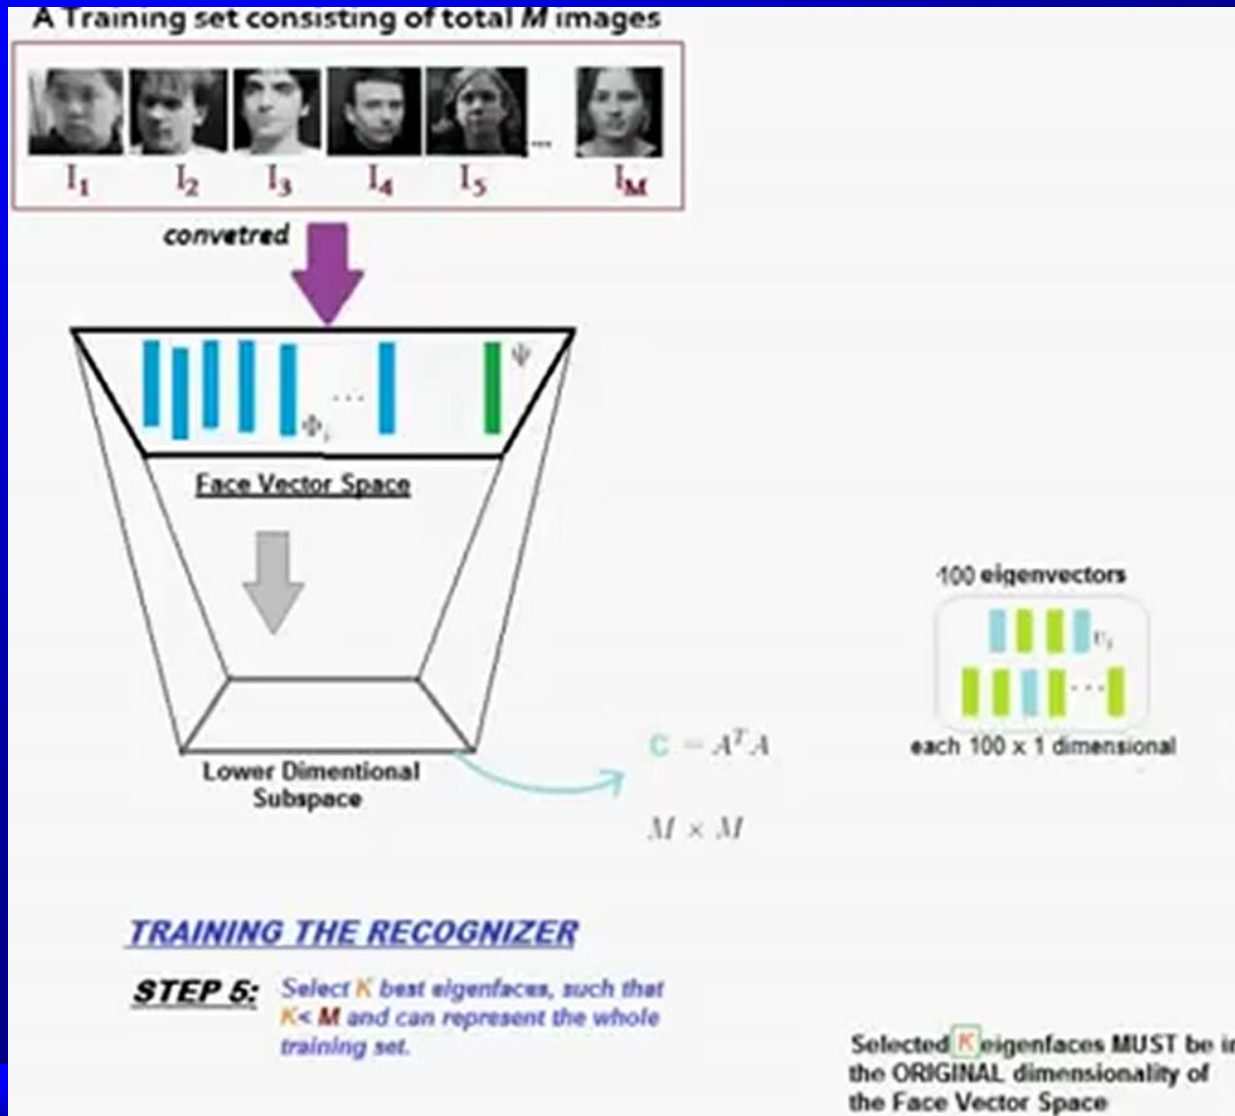 A Training set consisting of total M images
...
I1 I2 I3 I4 I5 IM
convetred
Ψ
Φi
...
Face Vector Space
100 eigenvectors
vi
...
each 100 x 1 dimensional
C = A^T A
M × M
Lower Dimentional
Subspace
TRAINING THE RECOGNIZER
STEP 5: Select K best eigenfaces, such that
K< M and can represent the whole
training set.
Selected K eigenfaces MUST be in
the ORIGINAL dimensionality of
the Face Vector Space